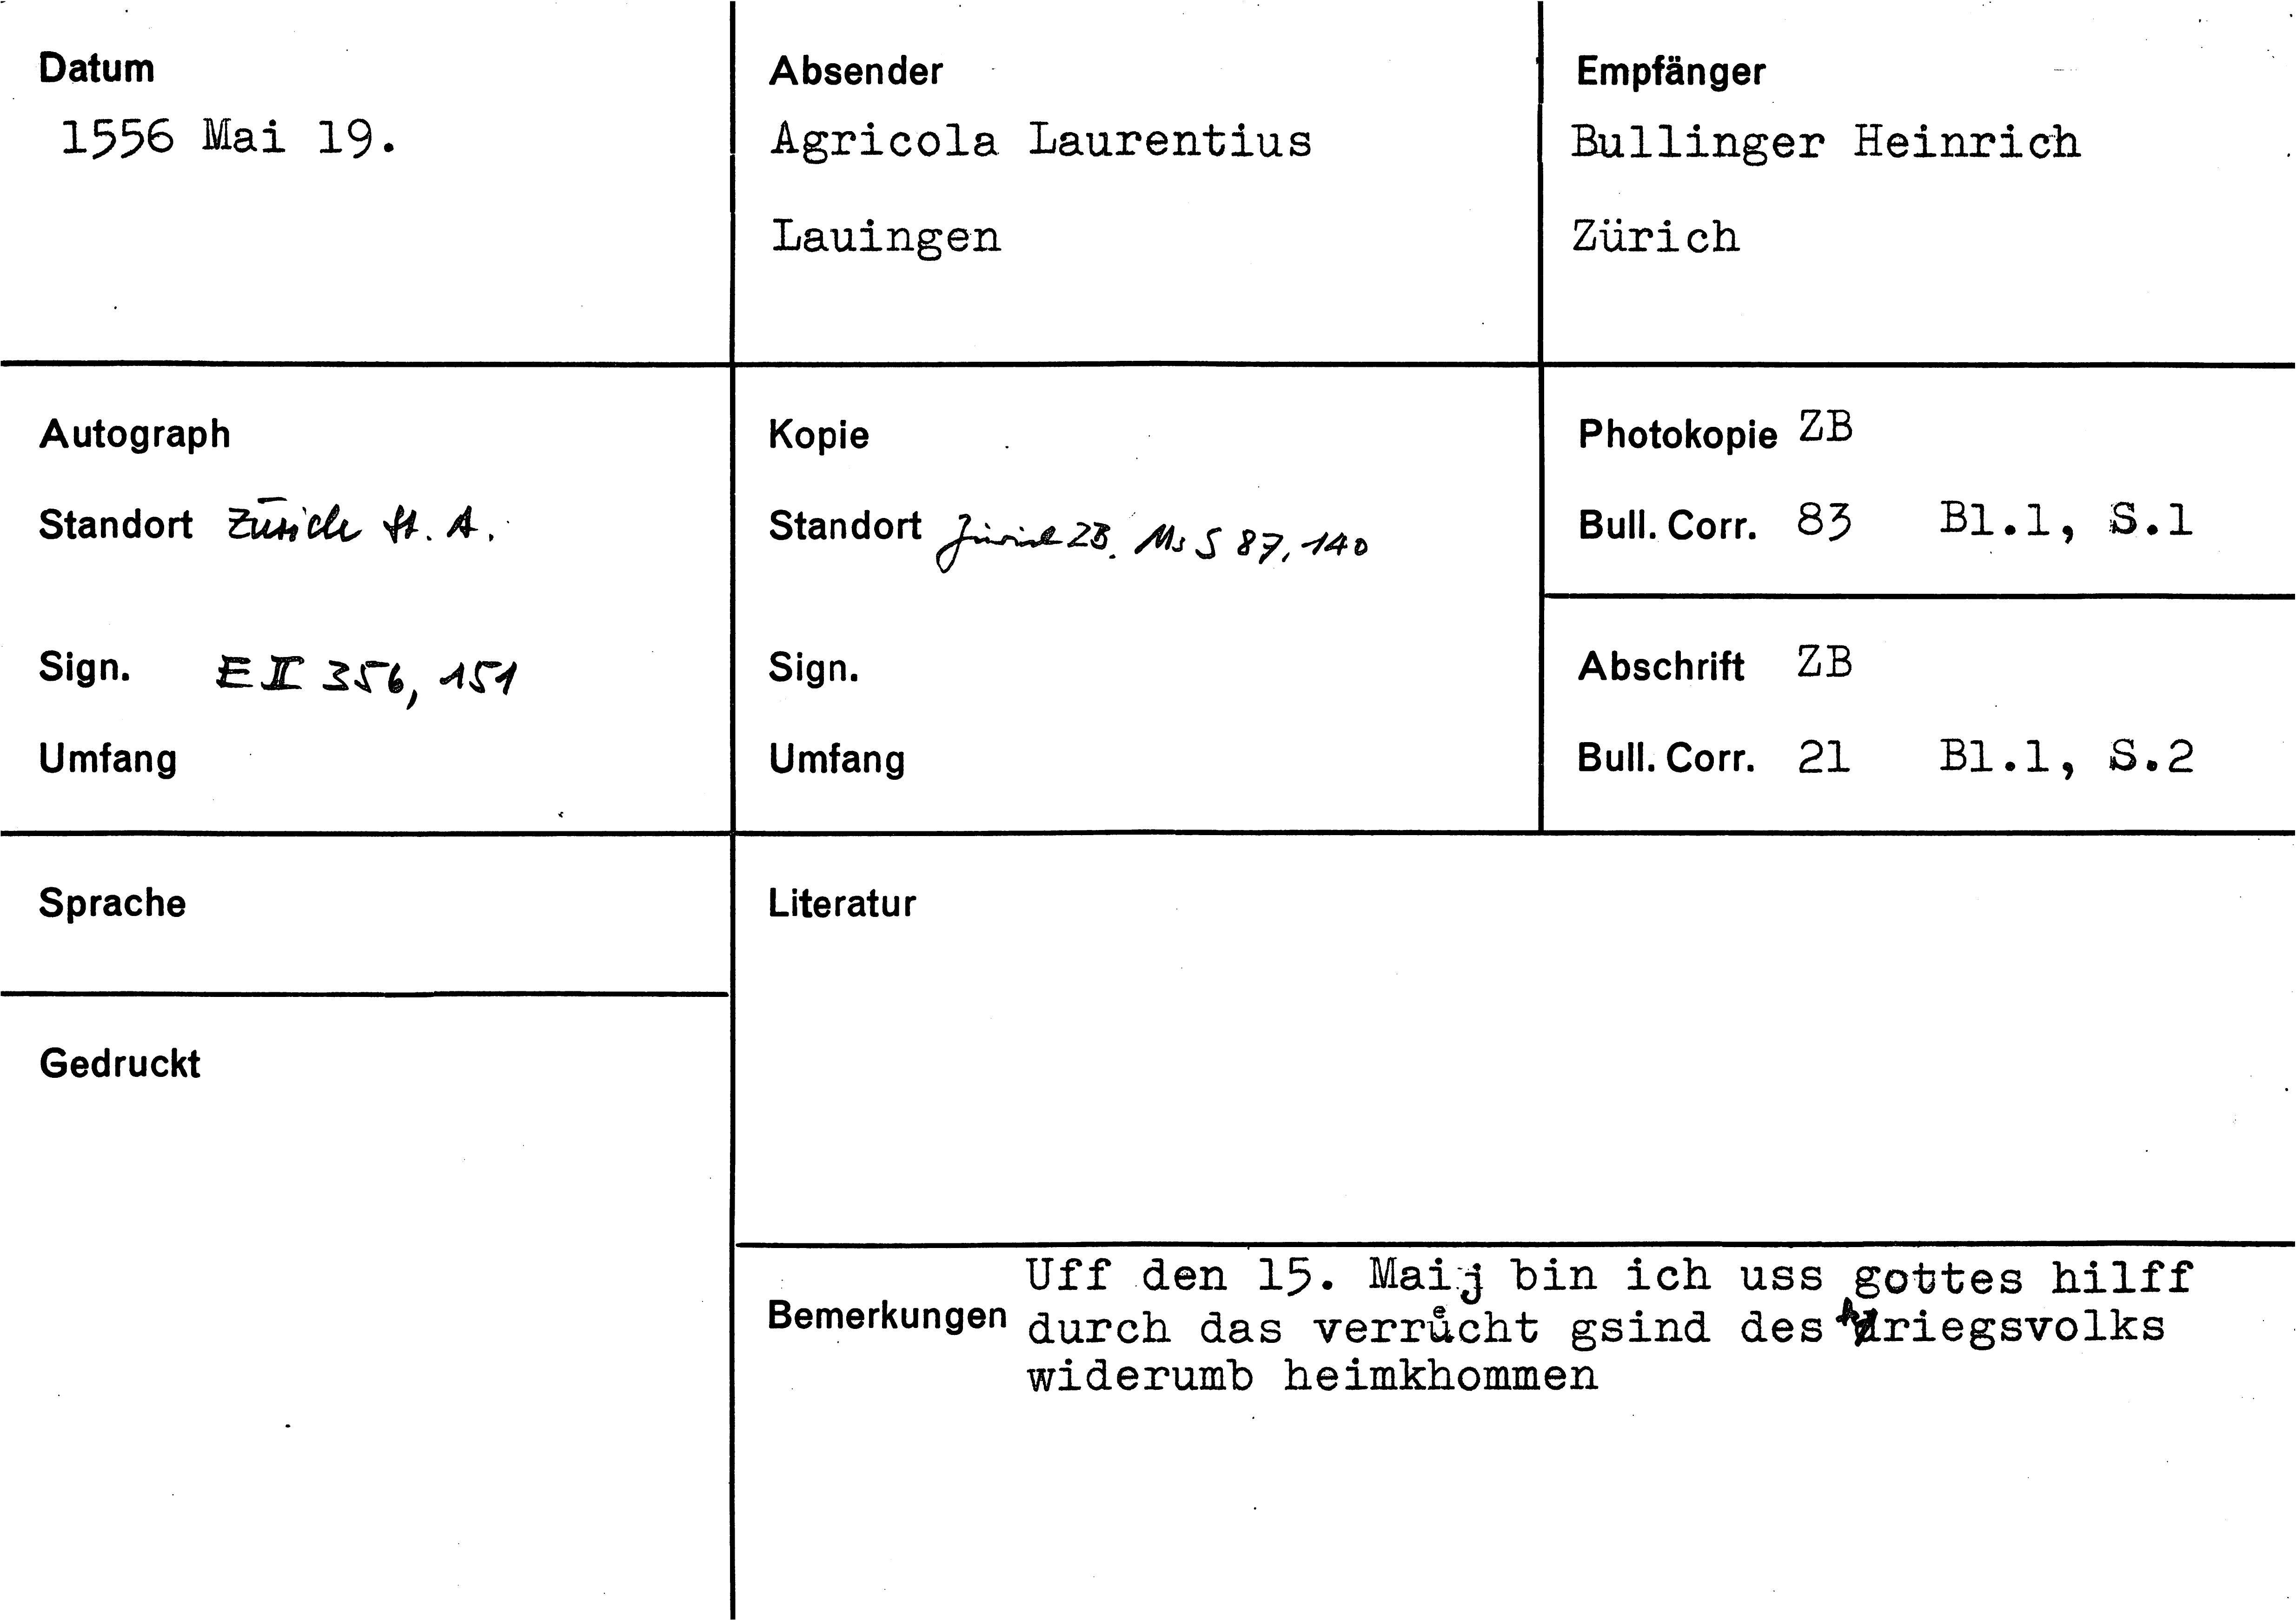 Datum
1556 Mai 19.
Absender
Agricola Laurentius
Lauingen
Empfänger
Bullinger Heinrich
Zürich
Autograph
Standort Zürich St. A.
Sign. E II 356, 151
Umfang
Kopie
Standort Zürich ZB. Ms S 87, 140
Sign.
Umfang
Photokopie ZB
Bull. Corr. 83 Bl.1, S.1
Abschrift ZB
Bull. Corr. 21 Bl.1, S.2
Sprache
Gedruckt
Literatur
Bemerkungen
Uff den 15. Maij bin ich uss gottes hilff
durch das verruͤcht gsind des kriegsvolks
widerumb heimkhommen